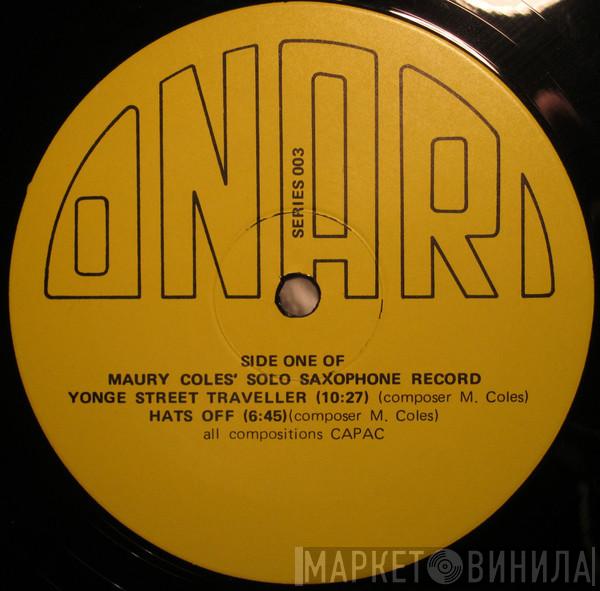 ONARI
SERIES 003
SIDE ONE OF
MAURY COLES' SOLO SAXOPHONE RECORD
YONGE STREET TRAVELLER (10:27) (composer M. Coles)
HATS OFF (6:45)(composer M. Coles)
all compositions CAPAC
МАРКЕТ ВИНИЛА